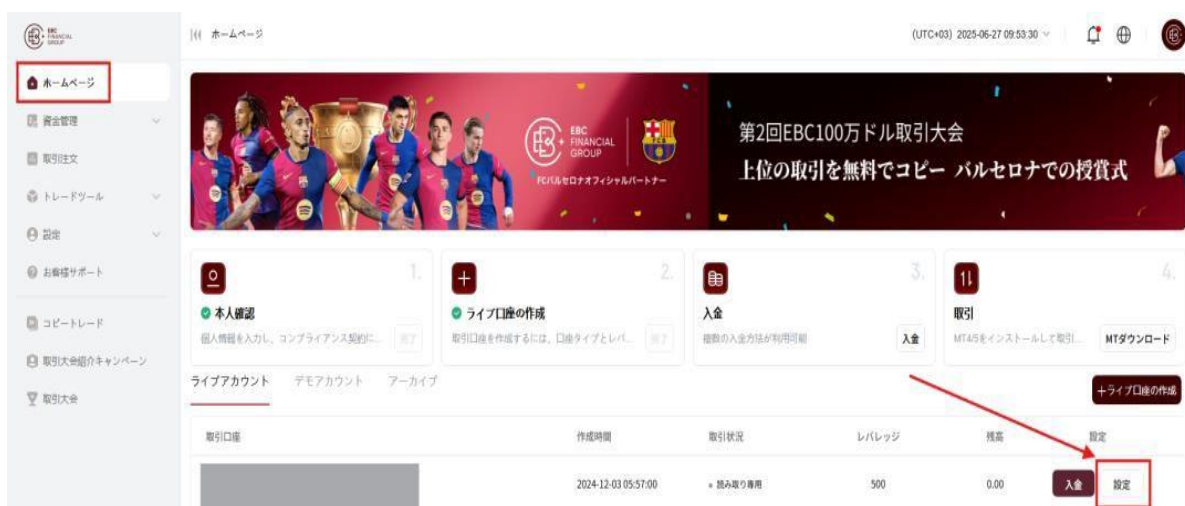 EBC
FINANCIAL
GROUP
ホームページ
(UTC+03) 2025-06-27 09:53:30
ホームページ
資金管理
取引注文
トレードツール
設定
お客様サポート
コピートレード
取引大会紹介キャンペーン
取引大会
EBC
FINANCIAL
GROUP
FCB
FCバルセロナオフィシャルパートナー
第2回EBC100万ドル取引大会
上位の取引を無料でコピー バルセロナでの授賞式
1.
本人確認
個人情報を入力し、コンプライアンス契約に...
完了
2.
ライブ口座の作成
取引口座を作成するには、口座タイプとレバ...
完了
3.
入金
複数の入金方法が利用可能
入金
4.
取引
MT4/5をインストールして取引...
MTダウンロード
ライブアカウント デモアカウント アーカイブ
+ライブ口座の作成
取引口座 作成時間 取引状況 レバレッジ 残高 設定
2024-12-03 05:57:00 読み取り専用 500 0.00 入金 設定